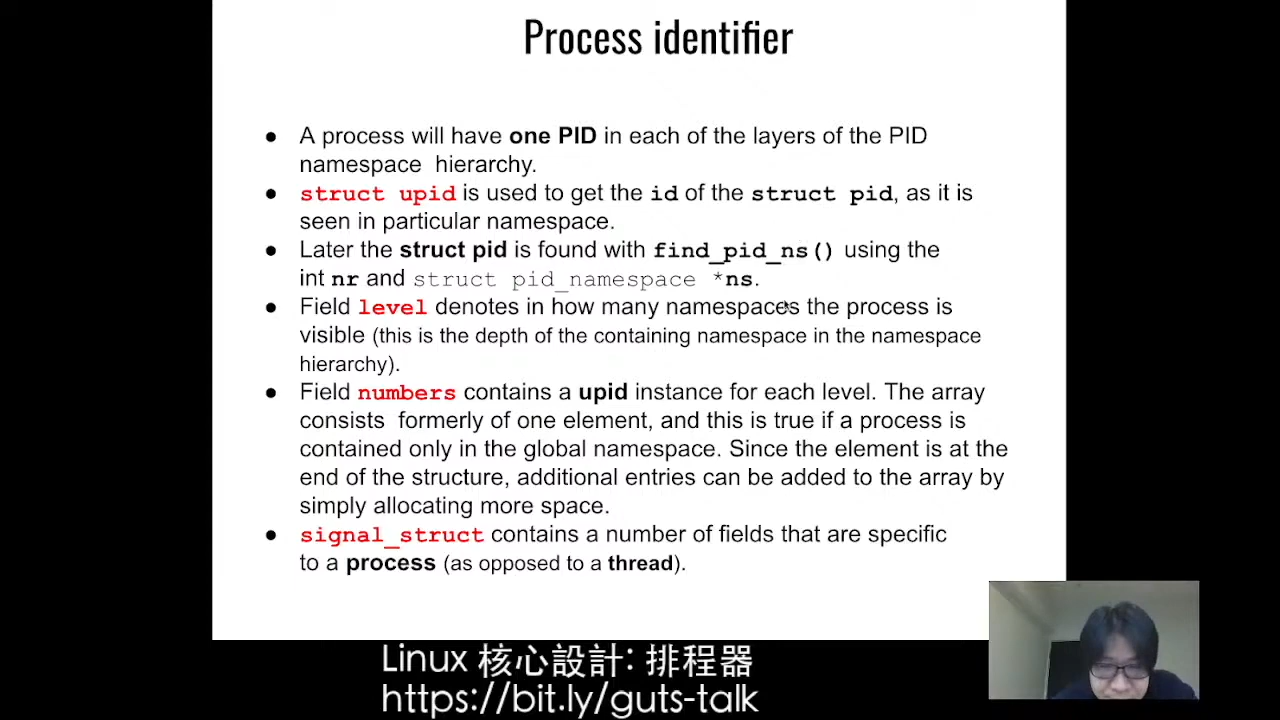 Process identifier
● A process will have one PID in each of the layers of the PID
namespace hierarchy.
● struct upid is used to get the id of the struct pid, as it is
seen in particular namespace.
● Later the struct pid is found with find_pid_ns() using the
int nr and struct pid_namespace *ns.
● Field level denotes in how many namespaces the process is
visible (this is the depth of the containing namespace in the namespace
hierarchy).
● Field numbers contains a upid instance for each level. The array
consists formerly of one element, and this is true if a process is
contained only in the global namespace. Since the element is at the
end of the structure, additional entries can be added to the array by
simply allocating more space.
● signal_struct contains a number of fields that are specific
to a process (as opposed to a thread).
Linux 核心設計: 排程器
https://bit.ly/guts-talk